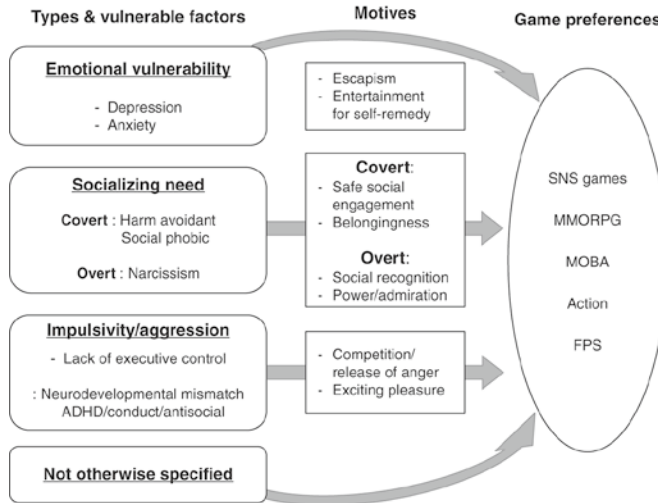 Types & vulnerable factors
Motives
Game preferences
Emotional vulnerability
- Depression
- Anxiety
- Escapism
- Entertainment
for self-remedy
Socializing need
Covert : Harm avoidant
Social phobic
Overt : Narcissism
Covert:
- Safe social
engagement
- Belongingness
Overt:
- Social recognition
- Power/admiration
Impulsivity/aggression
- Lack of executive control
: Neurodevelopmental mismatch
ADHD/conduct/antisocial
- Competition/
release of anger
- Exciting pleasure
Not otherwise specified
SNS games
MMORPG
MOBA
Action
FPS